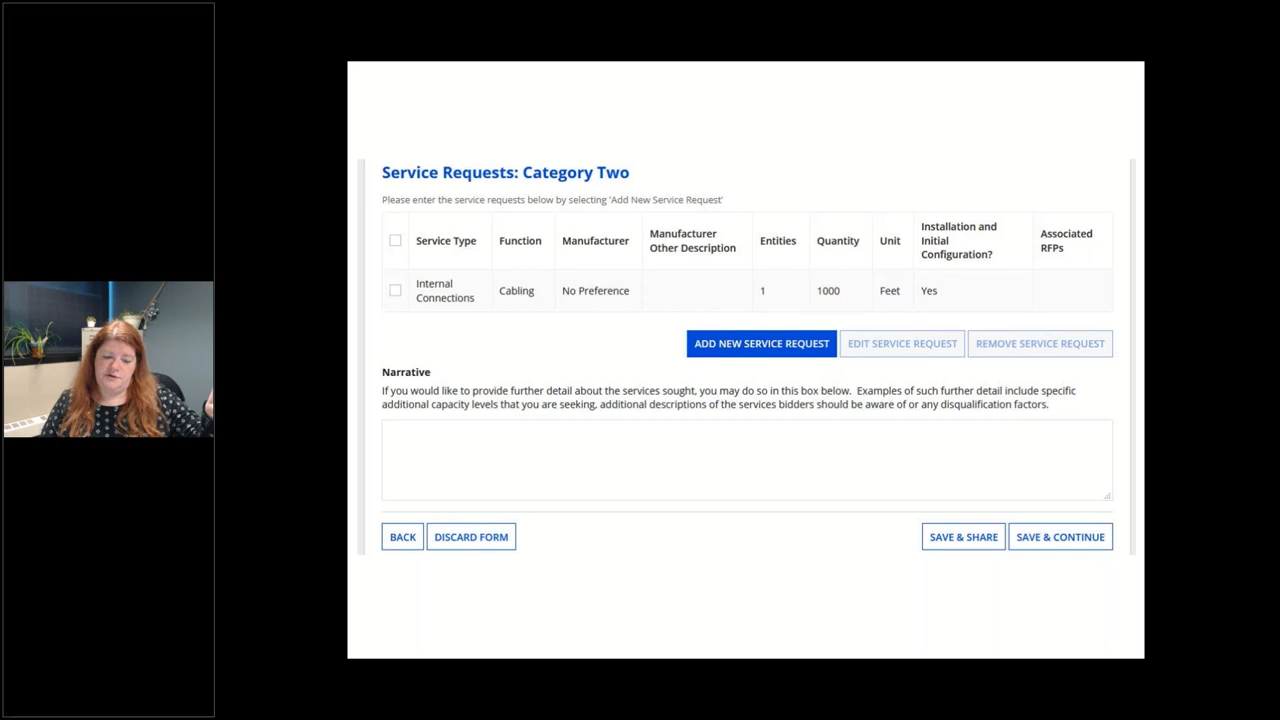 Service Requests: Category Two
Please enter the service requests below by selecting 'Add New Service Request'
Service Type Function Manufacturer Manufacturer Other Description Entities Quantity Unit Installation and Initial Configuration? Associated RFPs
Internal Connections Cabling No Preference 1 1000 Feet Yes
ADD NEW SERVICE REQUEST EDIT SERVICE REQUEST REMOVE SERVICE REQUEST
Narrative
If you would like to provide further detail about the services sought, you may do so in this box below. Examples of such further detail include specific
additional capacity levels that you are seeking, additional descriptions of the services bidders should be aware of or any disqualification factors.
BACK DISCARD FORM SAVE & SHARE SAVE & CONTINUE